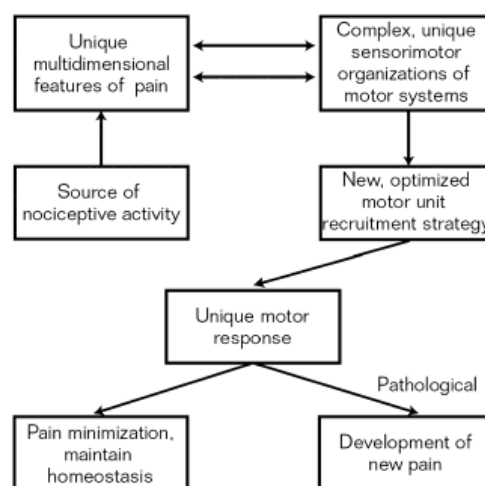 Unique
multidimensional
features of pain
Complex, unique
sensorimotor
organizations of
motor systems
Source of
nociceptive activity
New, optimized
motor unit
recruitment strategy
Unique motor
response
Pathological
Pain minimization,
maintain
homeostasis
Development of
new pain